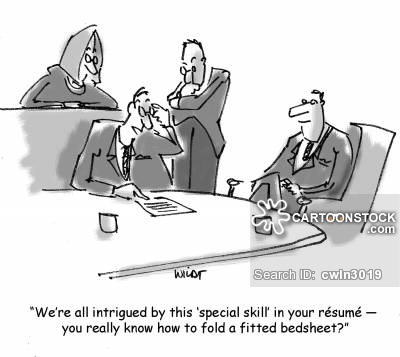 CARTOONSTOCK
.com
Search ID: cwln3019
WILDT
“We’re all intrigued by this ‘special skill’ in your résumé —
you really know how to fold a fitted bedsheet?”